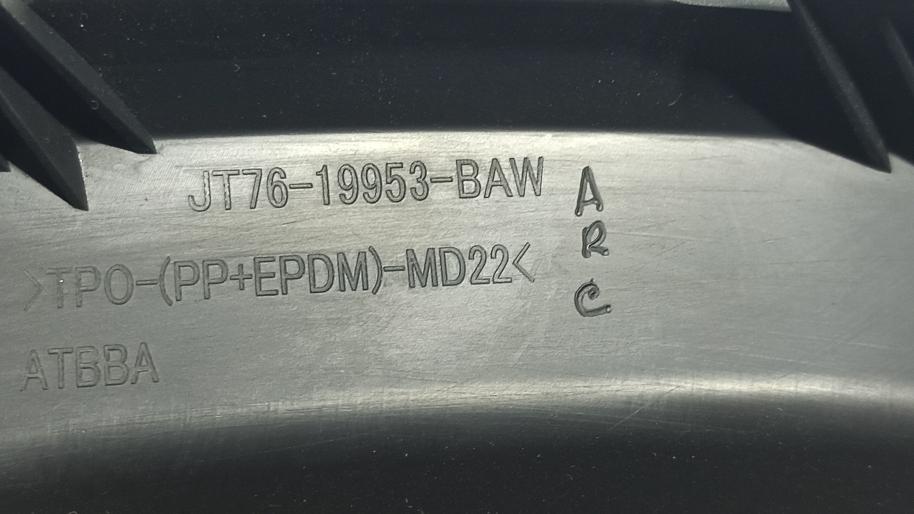 JT76-19953-BAW
>TPO-(PP+EPDM)-MD22<
ATBBA
A
R
C